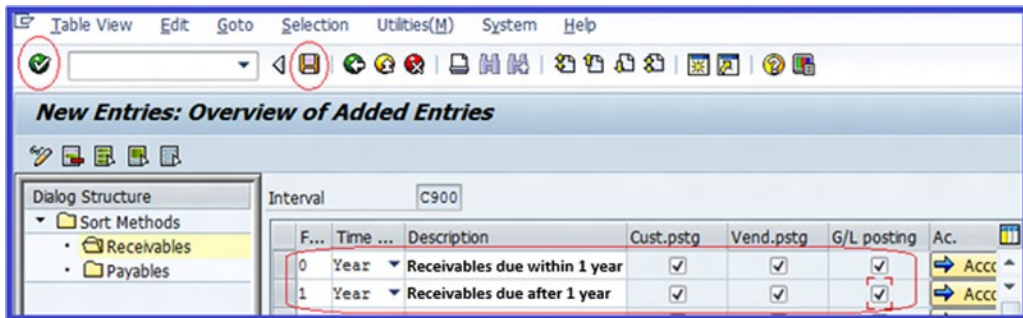 Table View Edit Goto Selection Utilities(M) System Help
New Entries: Overview of Added Entries
Dialog Structure
Sort Methods
Receivables
Payables
Interval C900
F... Time ... Description Cust.pstg Vend.pstg G/L posting Ac.
0 Year Receivables due within 1 year Acco
1 Year Receivables due after 1 year Acco